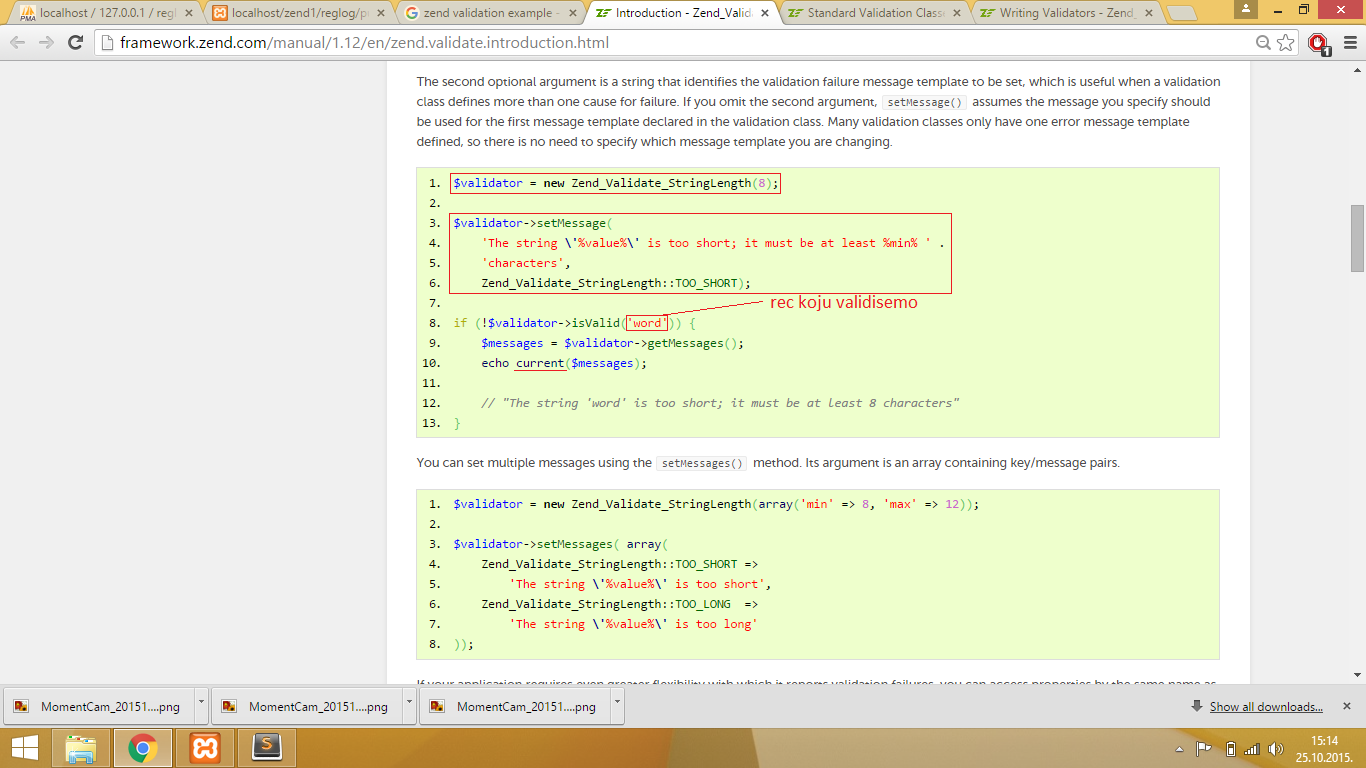 localhost / 127.0.0.1 / regl
localhost/zend1/reglog/p
zend validation example -
Introduction - Zend_Valid
Standard Validation Class
Writing Validators - Zend_
framework.zend.com/manual/1.12/en/zend.validate.introduction.html
1
The second optional argument is a string that identifies the validation failure message template to be set, which is useful when a validation
class defines more than one cause for failure. If you omit the second argument, setMessage() assumes the message you specify should
be used for the first message template declared in the validation class. Many validation classes only have one error message template
defined, so there is no need to specify which message template you are changing.
1. $validator = new Zend_Validate_StringLength(8);
2.
3. $validator->setMessage(
4. 'The string \'%value%\' is too short; it must be at least %min% ' .
5. 'characters',
6. Zend_Validate_StringLength::TOO_SHORT);
7.
rec koju validisemo
8. if (!$validator->isValid('word')) {
9. $messages = $validator->getMessages();
10. echo current($messages);
11.
12. // "The string 'word' is too short; it must be at least 8 characters"
13. }
You can set multiple messages using the setMessages() method. Its argument is an array containing key/message pairs.
1. $validator = new Zend_Validate_StringLength(array('min' => 8, 'max' => 12));
2.
3. $validator->setMessages( array(
4. Zend_Validate_StringLength::TOO_SHORT =>
5. 'The string \'%value%\' is too short',
6. Zend_Validate_StringLength::TOO_LONG =>
7. 'The string \'%value%\' is too long'
8. ));
If your application requires even greater flexibility with which it reports validation failures, you can access properties by the same name as
MomentCam_20151....png
MomentCam_20151....png
MomentCam_20151....png
Show all downloads...
15:14
25.10.2015.